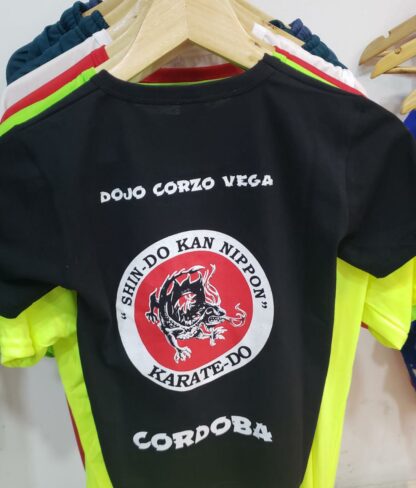 DOJO CORZO VEGA
"SHIN-DO KAN NIPPON"
KARATE-DO
CORDOBA